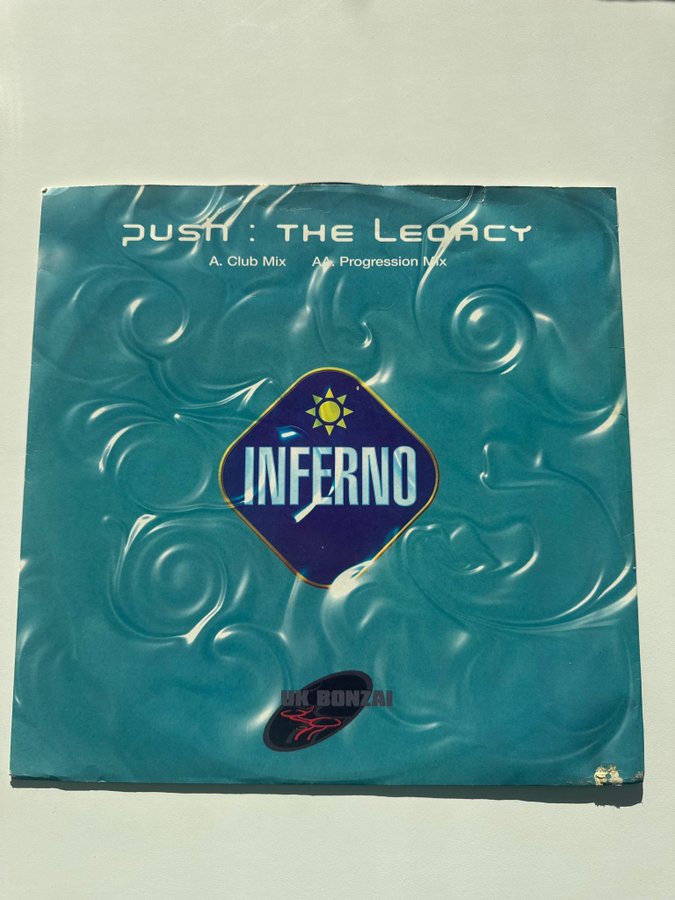 push : THE LEGACY
A. Club Mix AA. Progression Mix
INFERNO
UK BONZAI